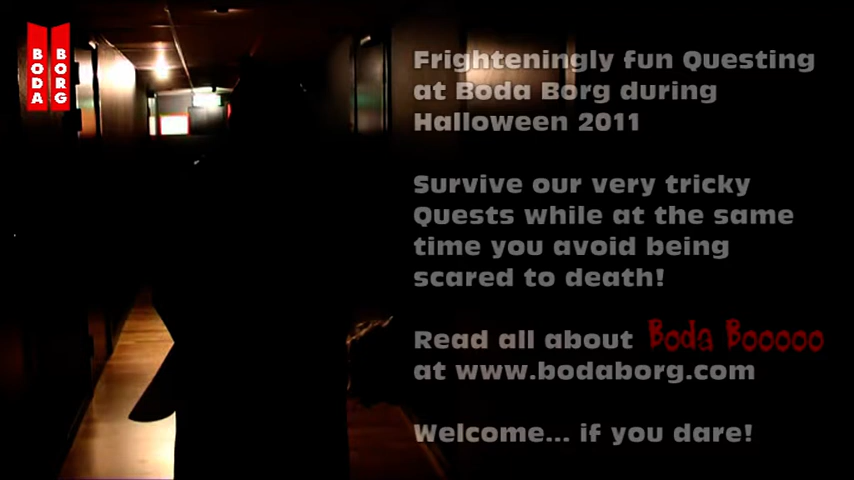 BODA
BORG
Frighteningly fun Questing
at Boda Borg during
Halloween 2011
Survive our very tricky
Quests while at the same
time you avoid being
scared to death!
Read all about Boda Booooo
at www.bodaborg.com
Welcome... if you dare!